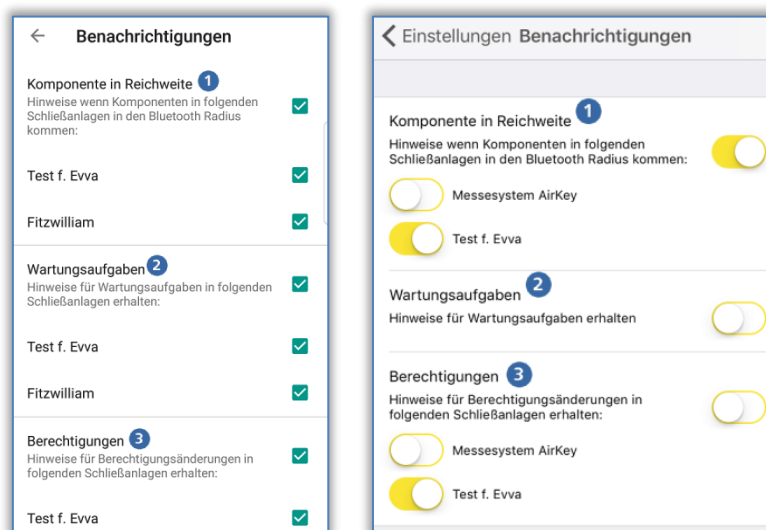 Benachrichtigungen
Komponente in Reichweite 1
Hinweise wenn Komponenten in folgenden
Schließanlagen in den Bluetooth Radius
kommen:
Test f. Evva
Fitzwilliam
Wartungsaufgaben 2
Hinweise für Wartungsaufgaben in folgenden
Schließanlagen erhalten:
Test f. Evva
Fitzwilliam
Berechtigungen 3
Hinweise für Berechtigungsänderungen in
folgenden Schließanlagen erhalten:
Test f. Evva
Einstellungen Benachrichtigungen
Komponente in Reichweite 1
Hinweise wenn Komponenten in folgenden
Schließanlagen in den Bluetooth Radius kommen:
Messesystem AirKey
Test f. Evva
Wartungsaufgaben 2
Hinweise für Wartungsaufgaben erhalten
Berechtigungen 3
Hinweise für Berechtigungsänderungen in
folgenden Schließanlagen erhalten:
Messesystem AirKey
Test f. Evva